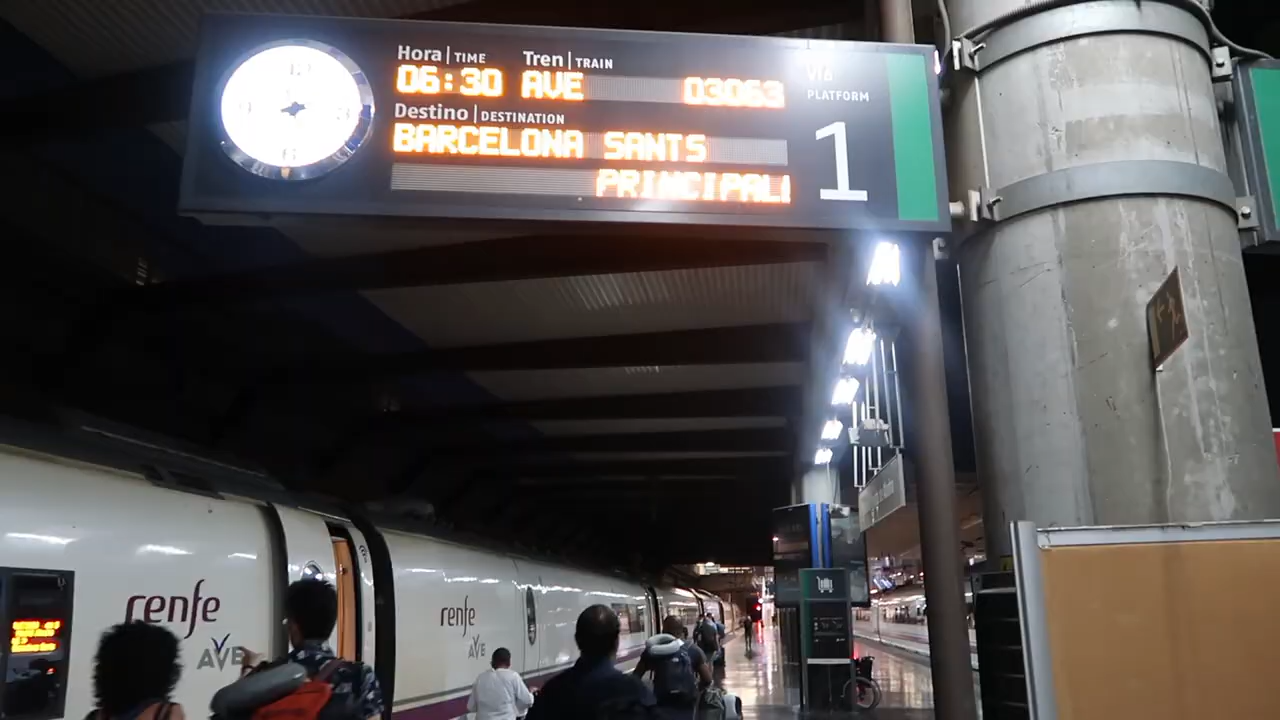 Hora | TIME Tren | TRAIN
06:30 AVE 03063
Vía
PLATFORM
Destino | DESTINATION
BARCELONA SANTS
1
PRINCIPAL
renfe
AVE
renfe
AVE